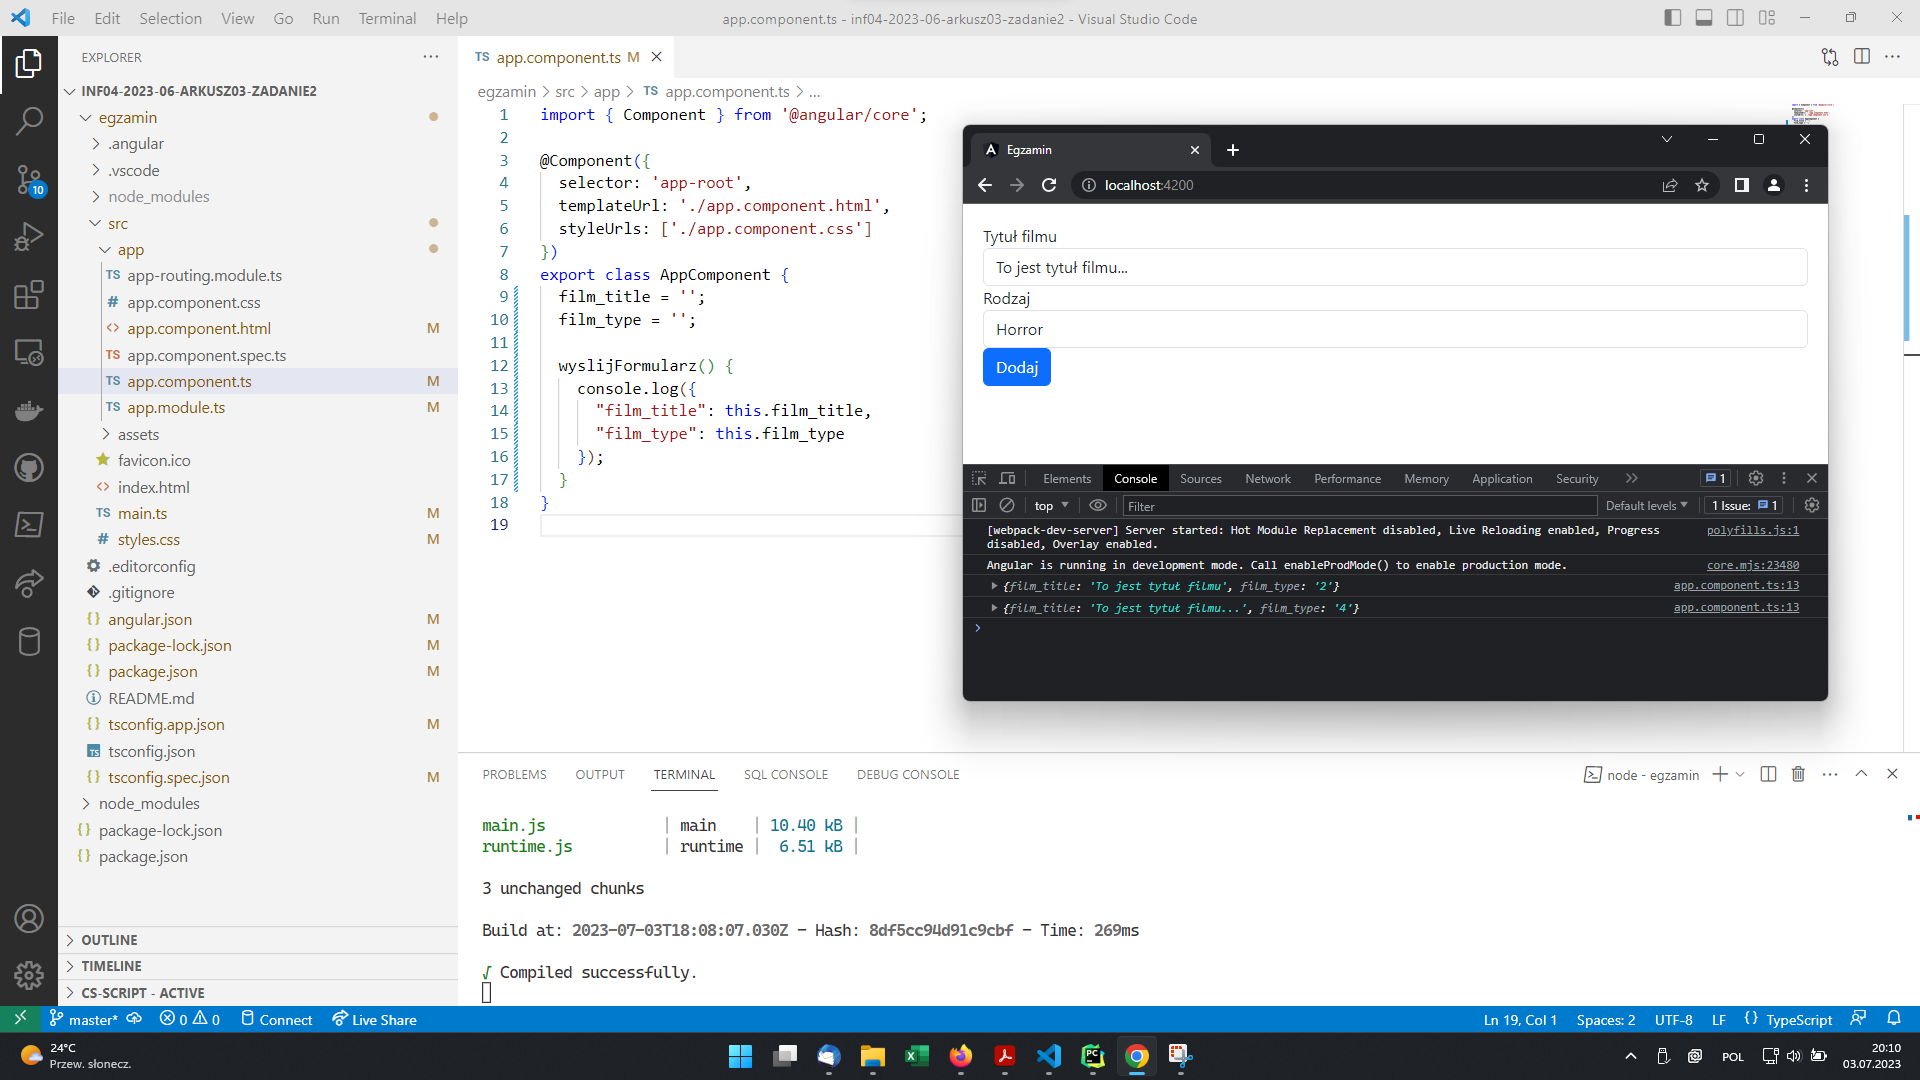 File Edit Selection View Go Run Terminal Help
app.component.ts - inf04-2023-06-arkusz03-zadanie2 - Visual Studio Code
EXPLORER
INF04-2023-06-ARKUSZ03-ZADANIE2
egzamin
.angular
.vscode
node_modules
src
app
TS app-routing.module.ts
# app.component.css
<> app.component.html M
TS app.component.spec.ts
TS app.component.ts M
TS app.module.ts M
assets
favicon.ico
<> index.html
TS main.ts M
# styles.css M
.editorconfig
.gitignore
{} angular.json M
{} package-lock.json M
{} package.json M
README.md
{} tsconfig.app.json M
TS tsconfig.json
{} tsconfig.spec.json M
node_modules
{} package-lock.json
{} package.json
OUTLINE
TIMELINE
CS-SCRIPT - ACTIVE
10
TS app.component.ts M
egzamin > src > app > TS app.component.ts > ...
1 import { Component } from '@angular/core';
2
3 @Component({
4 selector: 'app-root',
5 templateUrl: './app.component.html',
6 styleUrls: ['./app.component.css']
7 })
8 export class AppComponent {
9 film_title = '';
10 film_type = '';
11
12 wyslijFormularz() {
13 console.log({
14 "film_title": this.film_title,
15 "film_type": this.film_type
16 });
17 }
18 }
19
Egzamin
localhost:4200
Tytuł filmu
To jest tytuł filmu...
Rodzaj
Horror
Dodaj
Elements Console Sources Network Performance Memory Application Security 1
top Filter Default levels 1 Issue: 1
[webpack-dev-server] Server started: Hot Module Replacement disabled, Live Reloading enabled, Progress polyfills.js:1
disabled, Overlay enabled.
Angular is running in development mode. Call enableProdMode() to enable production mode. core.mjs:23480
{film_title: 'To jest tytuł filmu', film_type: '2'} app.component.ts:13
{film_title: 'To jest tytuł filmu...', film_type: '4'} app.component.ts:13
PROBLEMS OUTPUT TERMINAL SQL CONSOLE DEBUG CONSOLE node - egzamin
main.js | main | 10.40 kB |
runtime.js | runtime | 6.51 kB |
3 unchanged chunks
Build at: 2023-07-03T18:08:07.030Z - Hash: 8df5cc94d91c9cbf - Time: 269ms
√ Compiled successfully.
master* 0 0 Connect Live Share Ln 19, Col 1 Spaces: 2 UTF-8 LF {} TypeScript
24°C
Przew. słonecz.
POL
20:10
03.07.2023